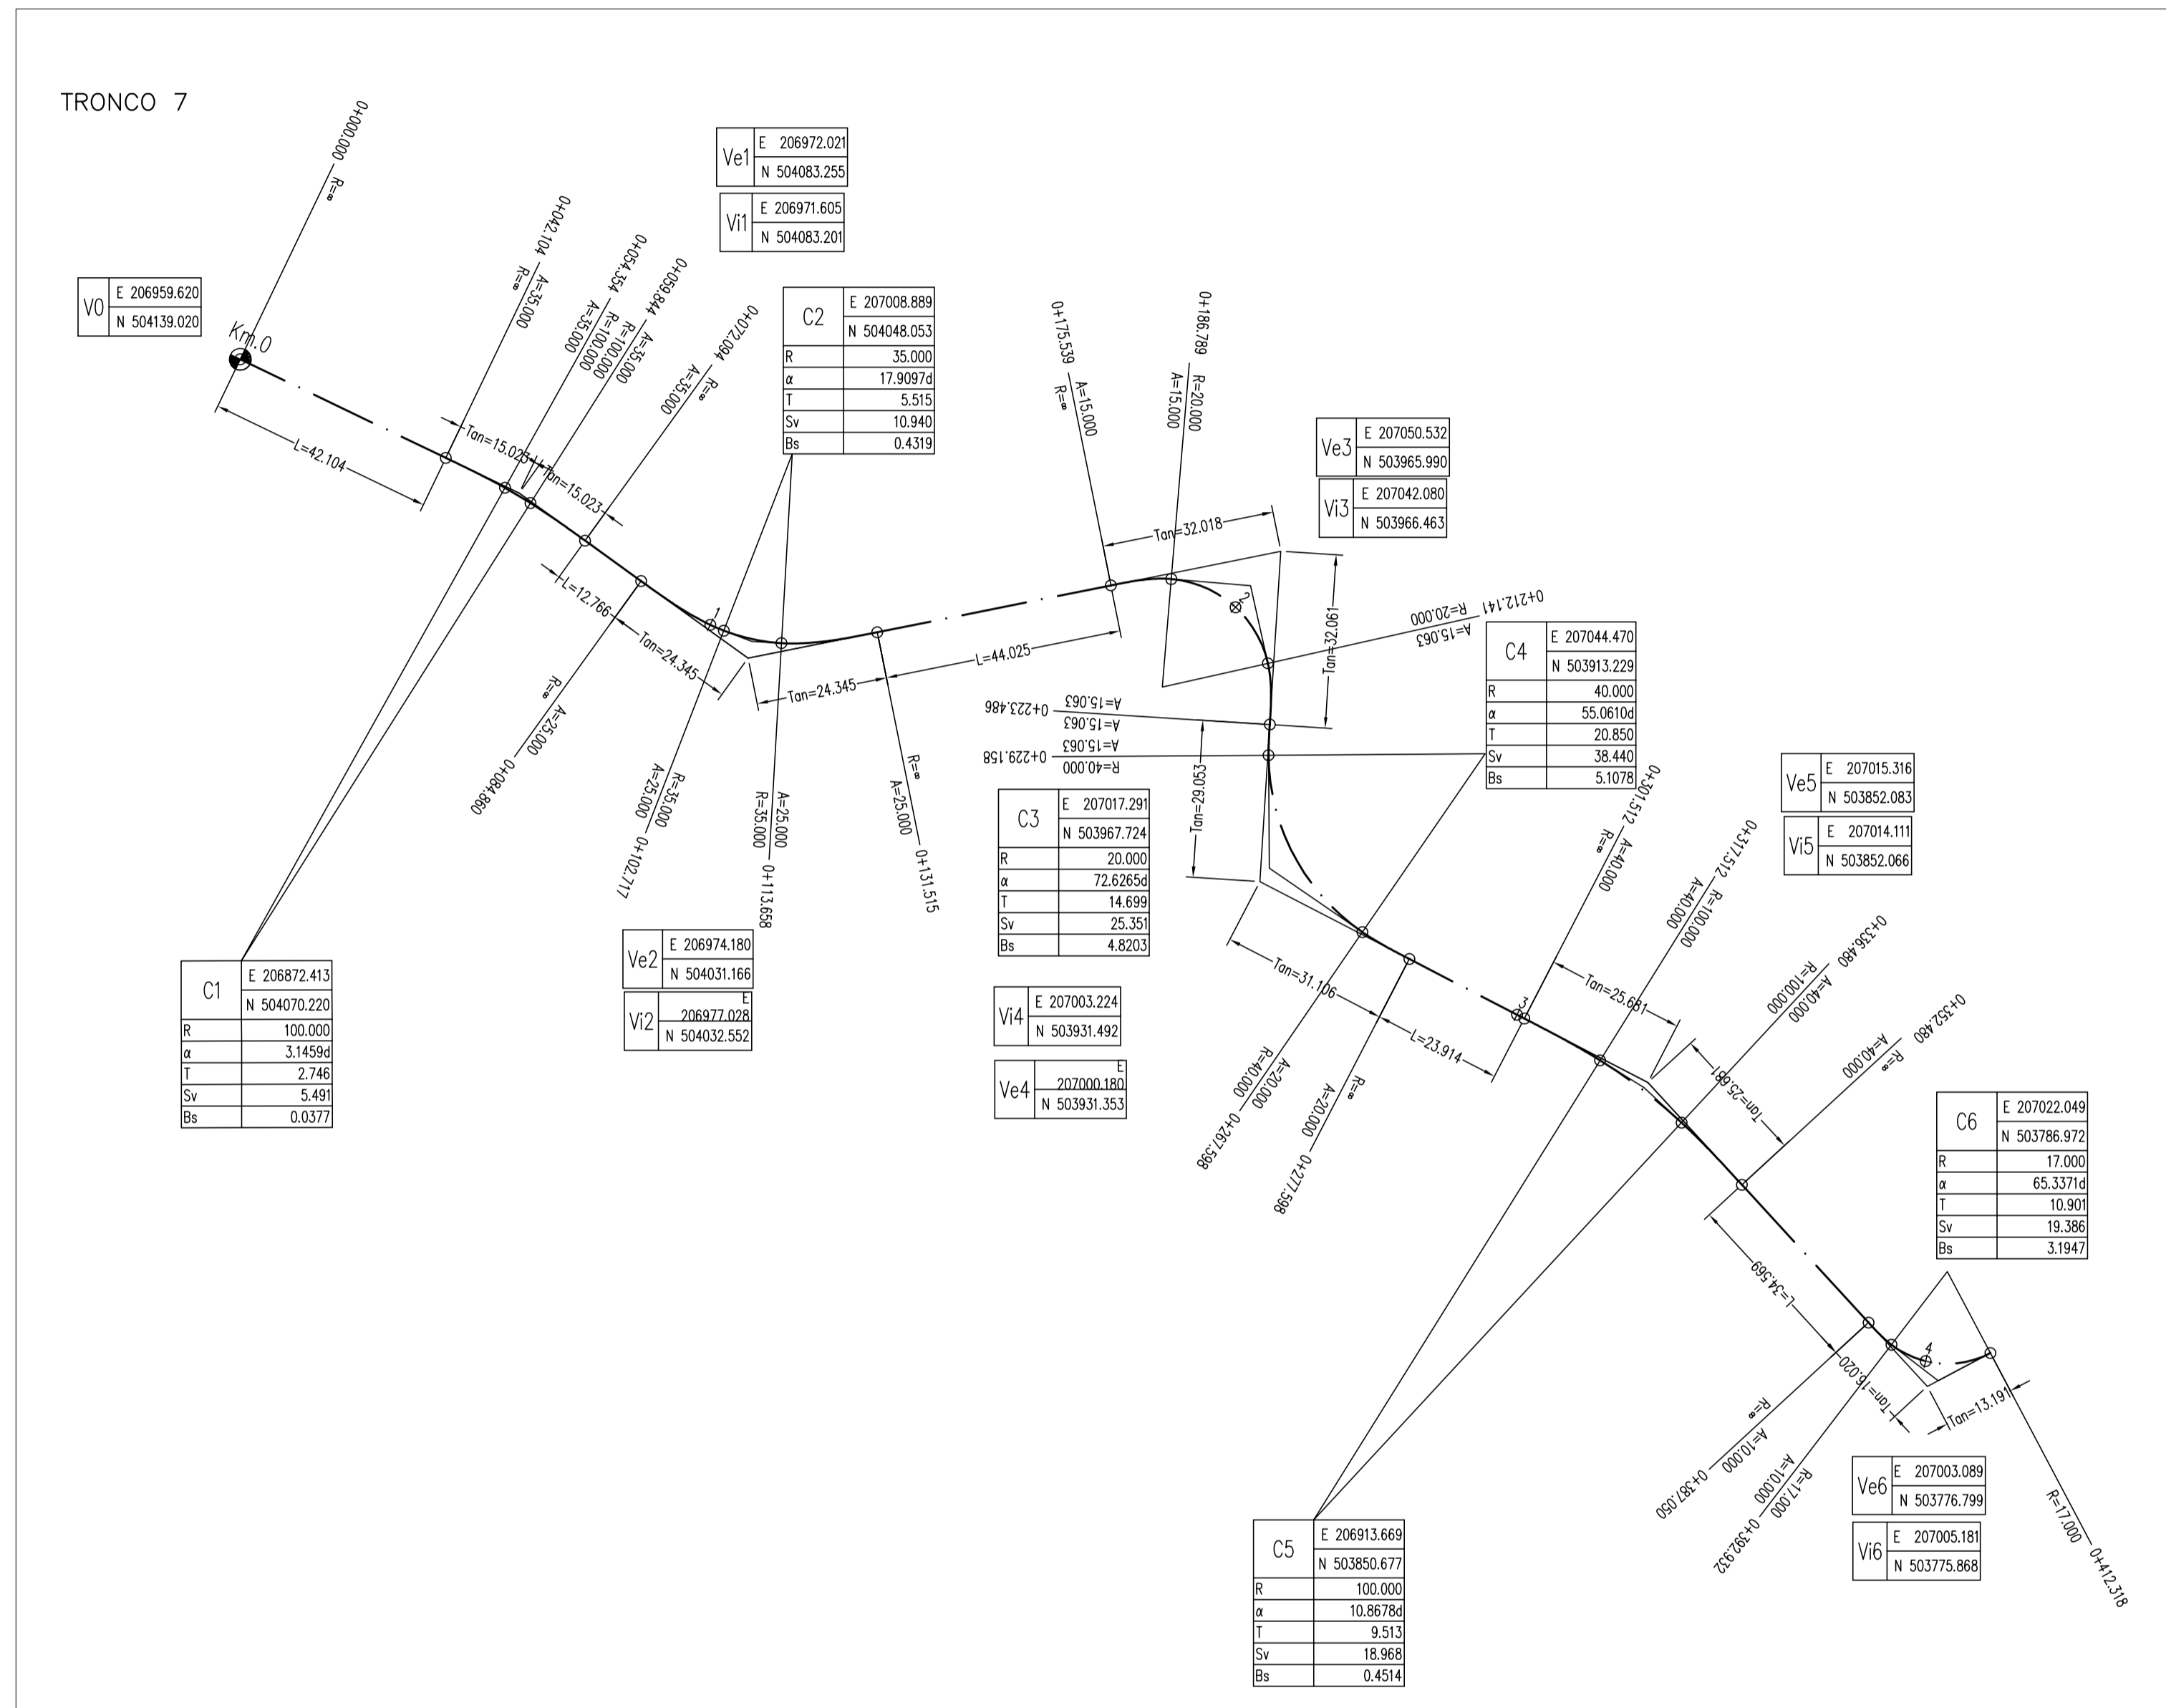 TRONCO 7
0+000.000 R=∞
Km.0
V0
E 206959.620
N 504139.020
L=42.104
0+042.104 A=35.000
R=∞
0+054.354 R=100.000
A=35.000
0+059.844 A=35.000
R=100.000
0+072.094 R=∞
A=35.000
Tan=15.023
Tan=15.023
Ve1
E 206972.021
N 504083.255
Vi1
E 206971.605
N 504083.201
C2
E 207008.889
N 504048.053
R 35.000
α 17.9097d
T 5.515
Sv 10.940
Bs 0.4319
L=12.766
Tan=24.345
Tan=24.345
1
L=44.025
0+175.539 A=15.000
R=∞
0+186.789 R=20.000
A=15.000
Tan=32.018
2
Tan=32.061
Ve3
E 207050.532
N 503965.990
Vi3
E 207042.080
N 503966.463
0+212.141 R=20.000
A=15.063
C4
E 207044.470
N 503913.229
R 40.000
α 55.0610d
T 20.850
Sv 38.440
Bs 5.1078
0+223.486 A=15.063
A=15.063
0+229.158 A=15.063
R=40.000
Tan=29.053
R=∞
A=25.000 0+084.860
R=35.000
A=25.000 0+102.717
A=25.000
R=35.000 0+113.658
R=∞
A=25.000 0+131.515
C3
E 207017.291
N 503967.724
R 20.000
α 72.6265d
T 14.699
Sv 25.351
Bs 4.8203
Ve2
E 206974.180
N 504031.166
Vi2
E
206977.028
N 504032.552
C1
E 206872.413
N 504070.220
R 100.000
α 3.1459d
T 2.746
Sv 5.491
Bs 0.0377
Vi4
E 207003.224
N 503931.492
Ve4
E
207000.180
N 503931.353
Tan=31.106
L=23.914
A=20.000
R=40.000 0+267.598
R=∞
A=20.000 0+277.598
3
0+301.512 A=40.000
R=∞
0+317.512 R=100.000
A=40.000
Tan=25.681
Ve5
E 207015.316
N 503852.083
Vi5
E 207014.111
N 503852.066
0+336.480 A=40.000
R=100.000
Tan=25.681
0+352.480 R=∞
A=40.000
C6
E 207022.049
N 503786.972
R 17.000
α 65.3371d
T 10.901
Sv 19.386
Bs 3.1947
L=34.569
Tan=15.020
4
Tan=13.191
R=∞
A=10.000 0+387.050
R=17.000
A=10.000 0+392.932
Ve6
E 207003.089
N 503776.799
Vi6
E 207005.181
N 503775.868
R=17.000 0+412.318
C5
E 206913.669
N 503850.677
R 100.000
α 10.8678d
T 9.513
Sv 18.968
Bs 0.4514